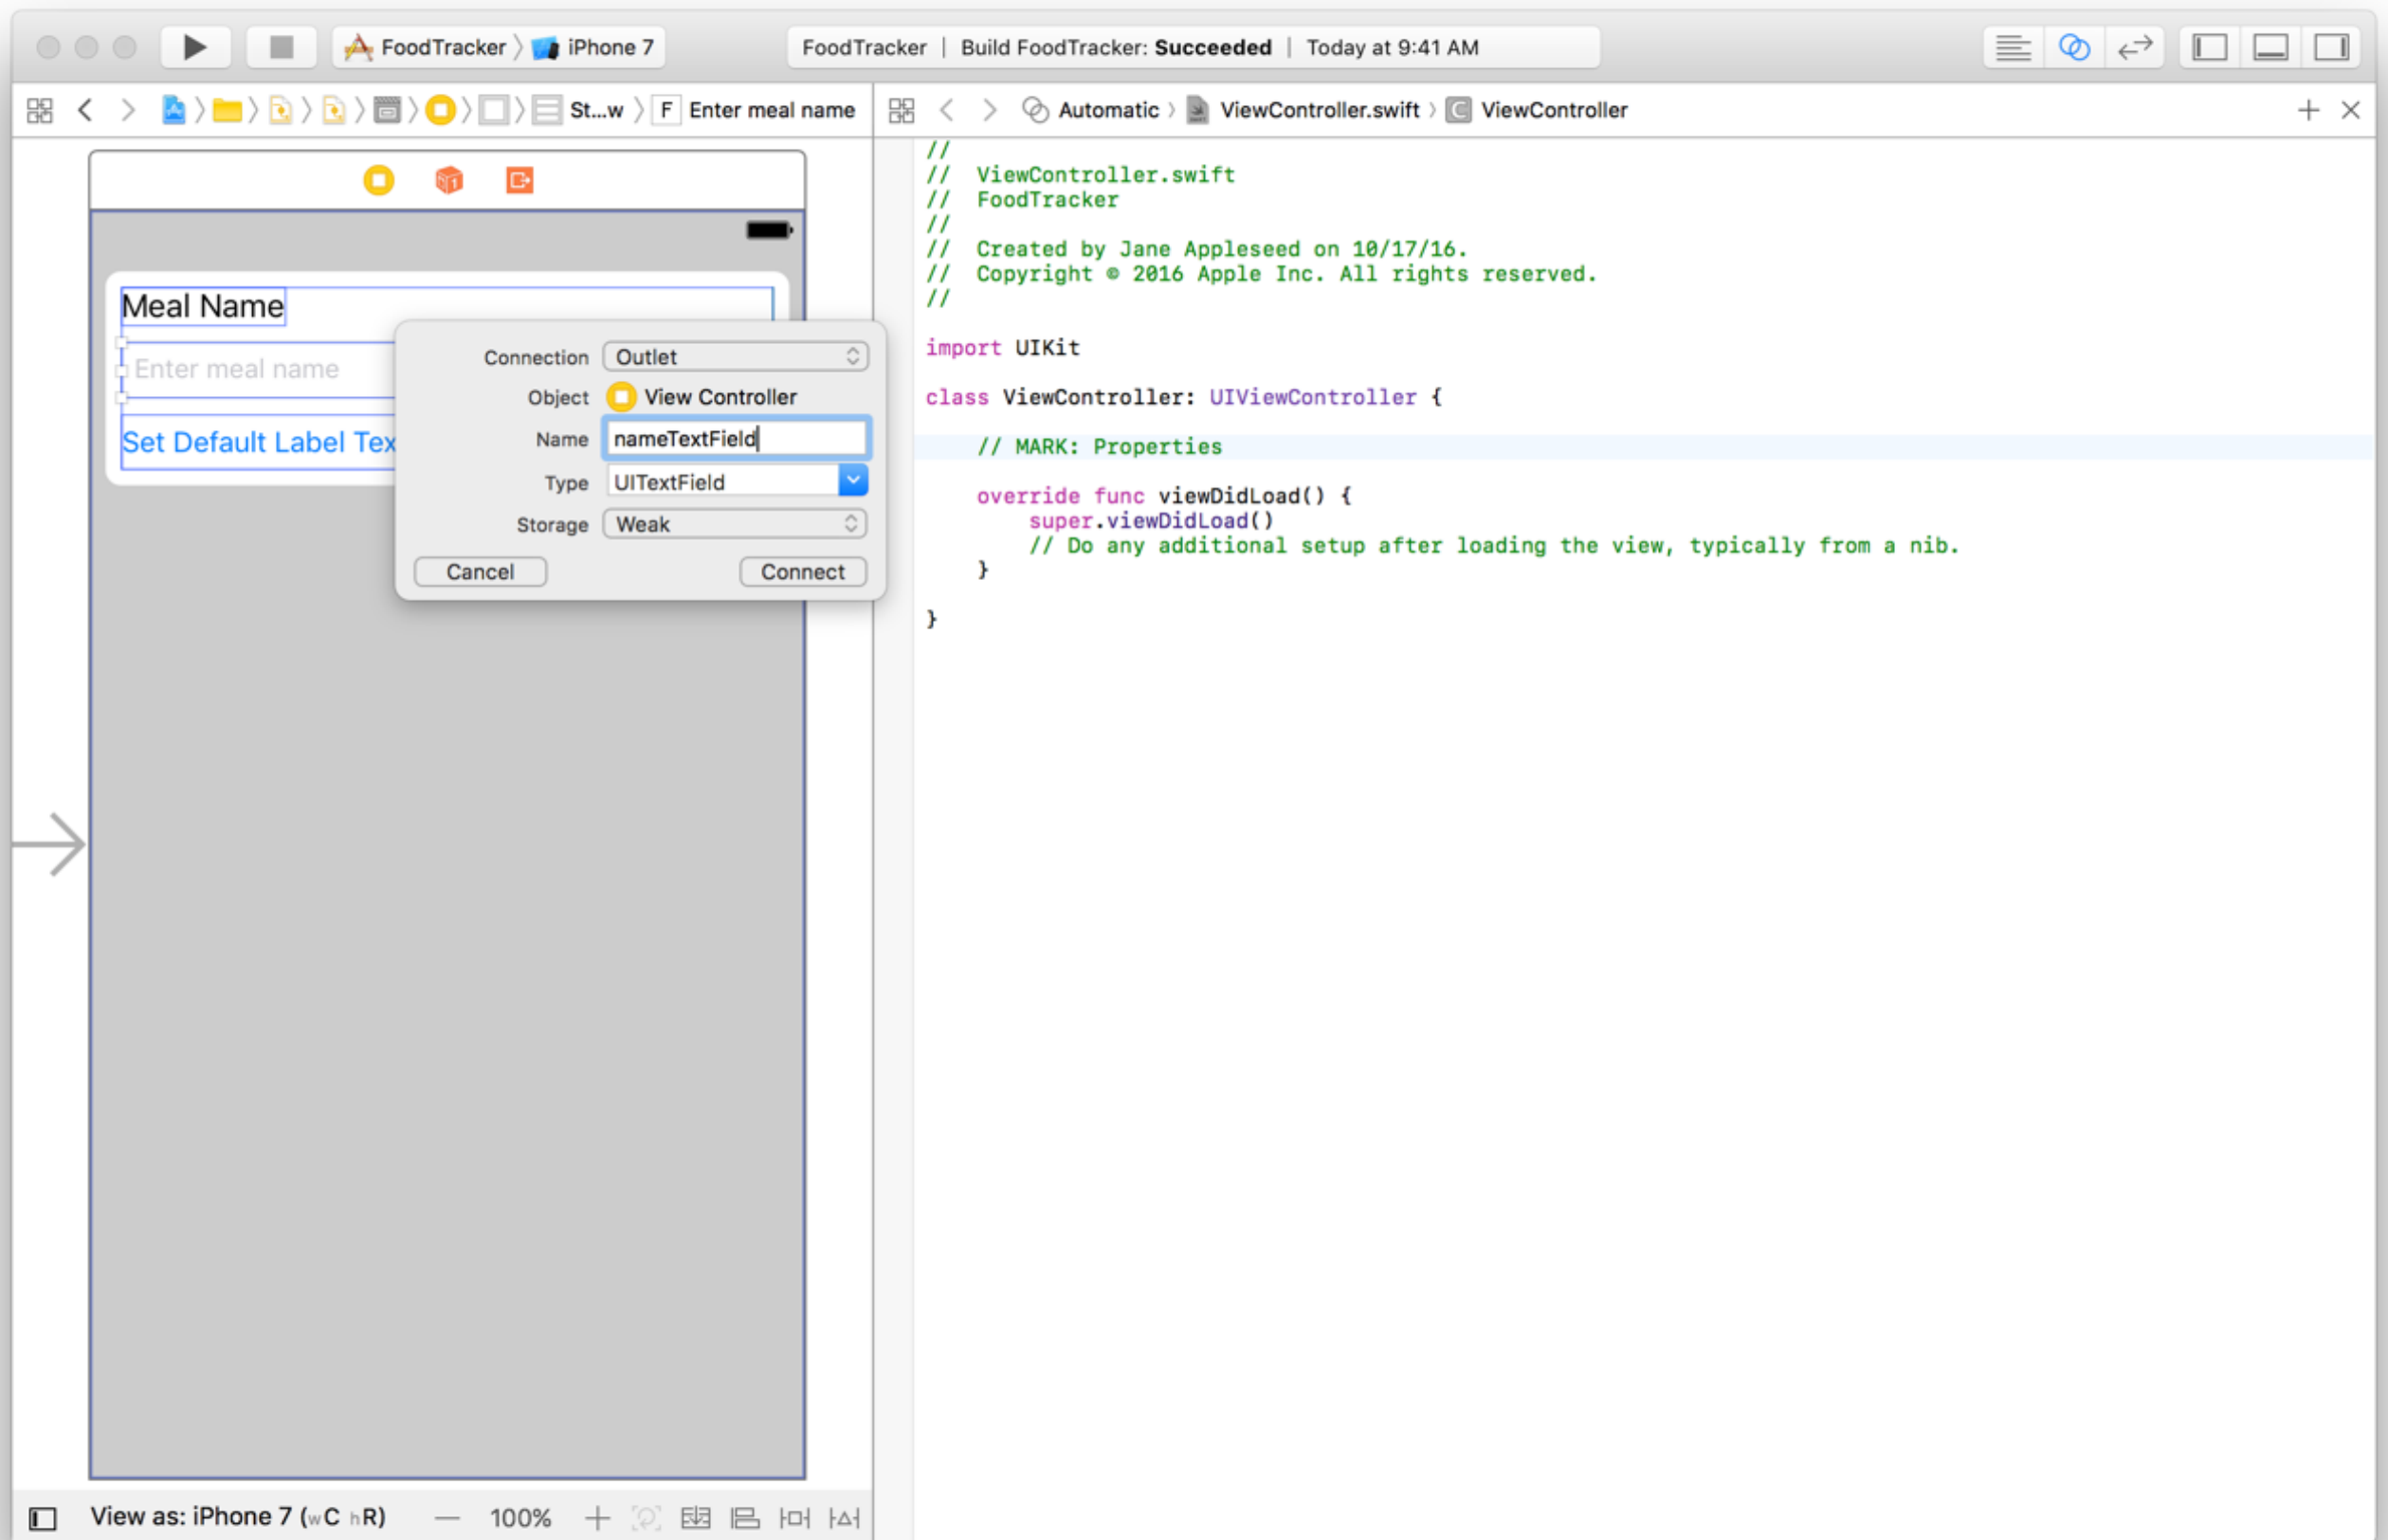 FoodTracker 〉 iPhone 7
FoodTracker | Build FoodTracker: Succeeded | Today at 9:41 AM
St...w 〉 F Enter meal name
Automatic 〉 ViewController.swift 〉 C ViewController
Meal Name
Enter meal name
Set Default Label Tex
Connection Outlet
Object View Controller
Name nameTextField
Type UITextField
Storage Weak
Cancel Connect
//
//  ViewController.swift
//  FoodTracker
//
//  Created by Jane Appleseed on 10/17/16.
//  Copyright © 2016 Apple Inc. All rights reserved.
//
import UIKit
class ViewController: UIViewController {
    // MARK: Properties
    override func viewDidLoad() {
        super.viewDidLoad()
        // Do any additional setup after loading the view, typically from a nib.
    }
}
View as: iPhone 7 (wC hR) — 100% +